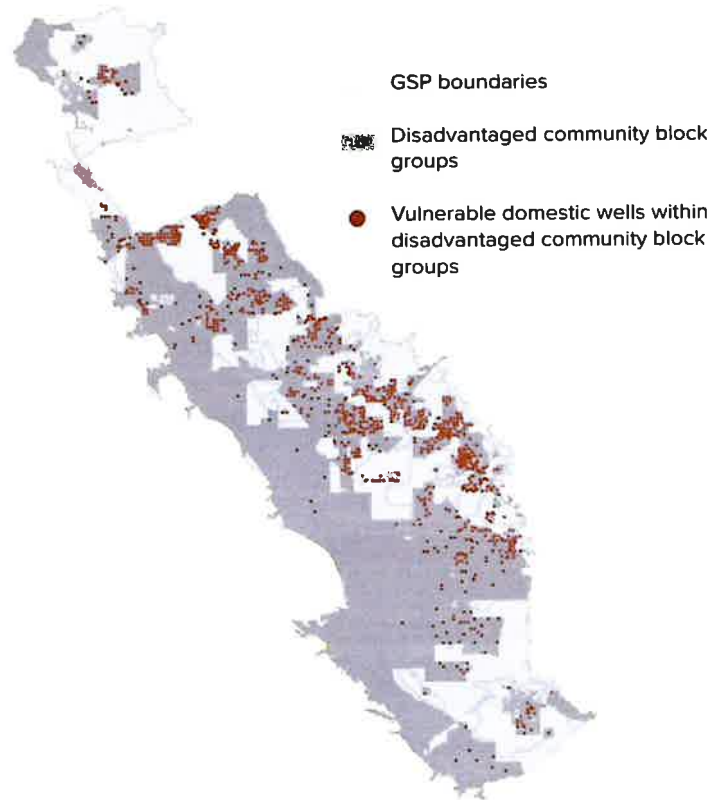 GSP boundaries
Disadvantaged community block
groups
Vulnerable domestic wells within
disadvantaged community block
groups